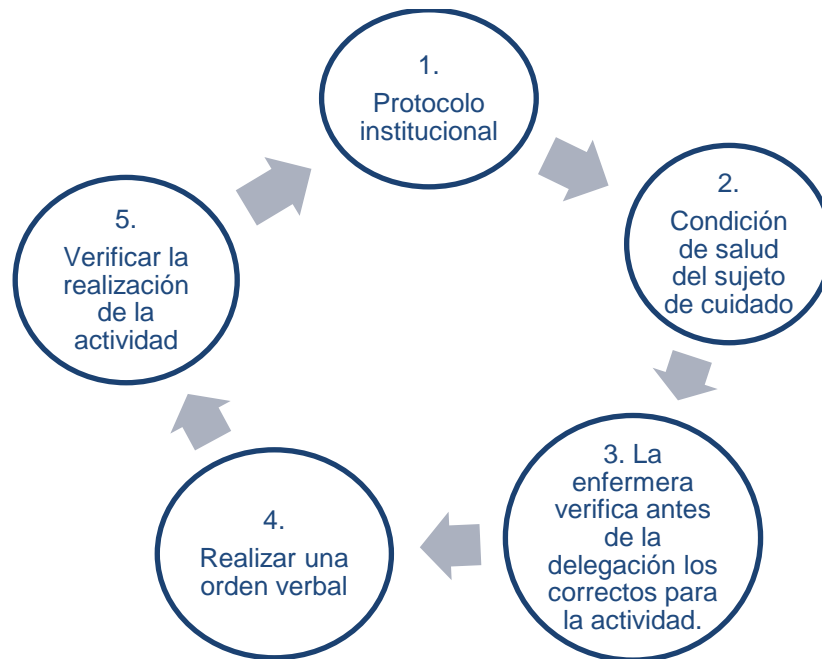 1.
Protocolo
institucional
2.
Condición
de salud
del sujeto
de cuidado
3. La
enfermera
verifica antes
de la
delegación los
correctos para
la actividad.
4.
Realizar una
orden verbal
5.
Verificar la
realización
de la
actividad